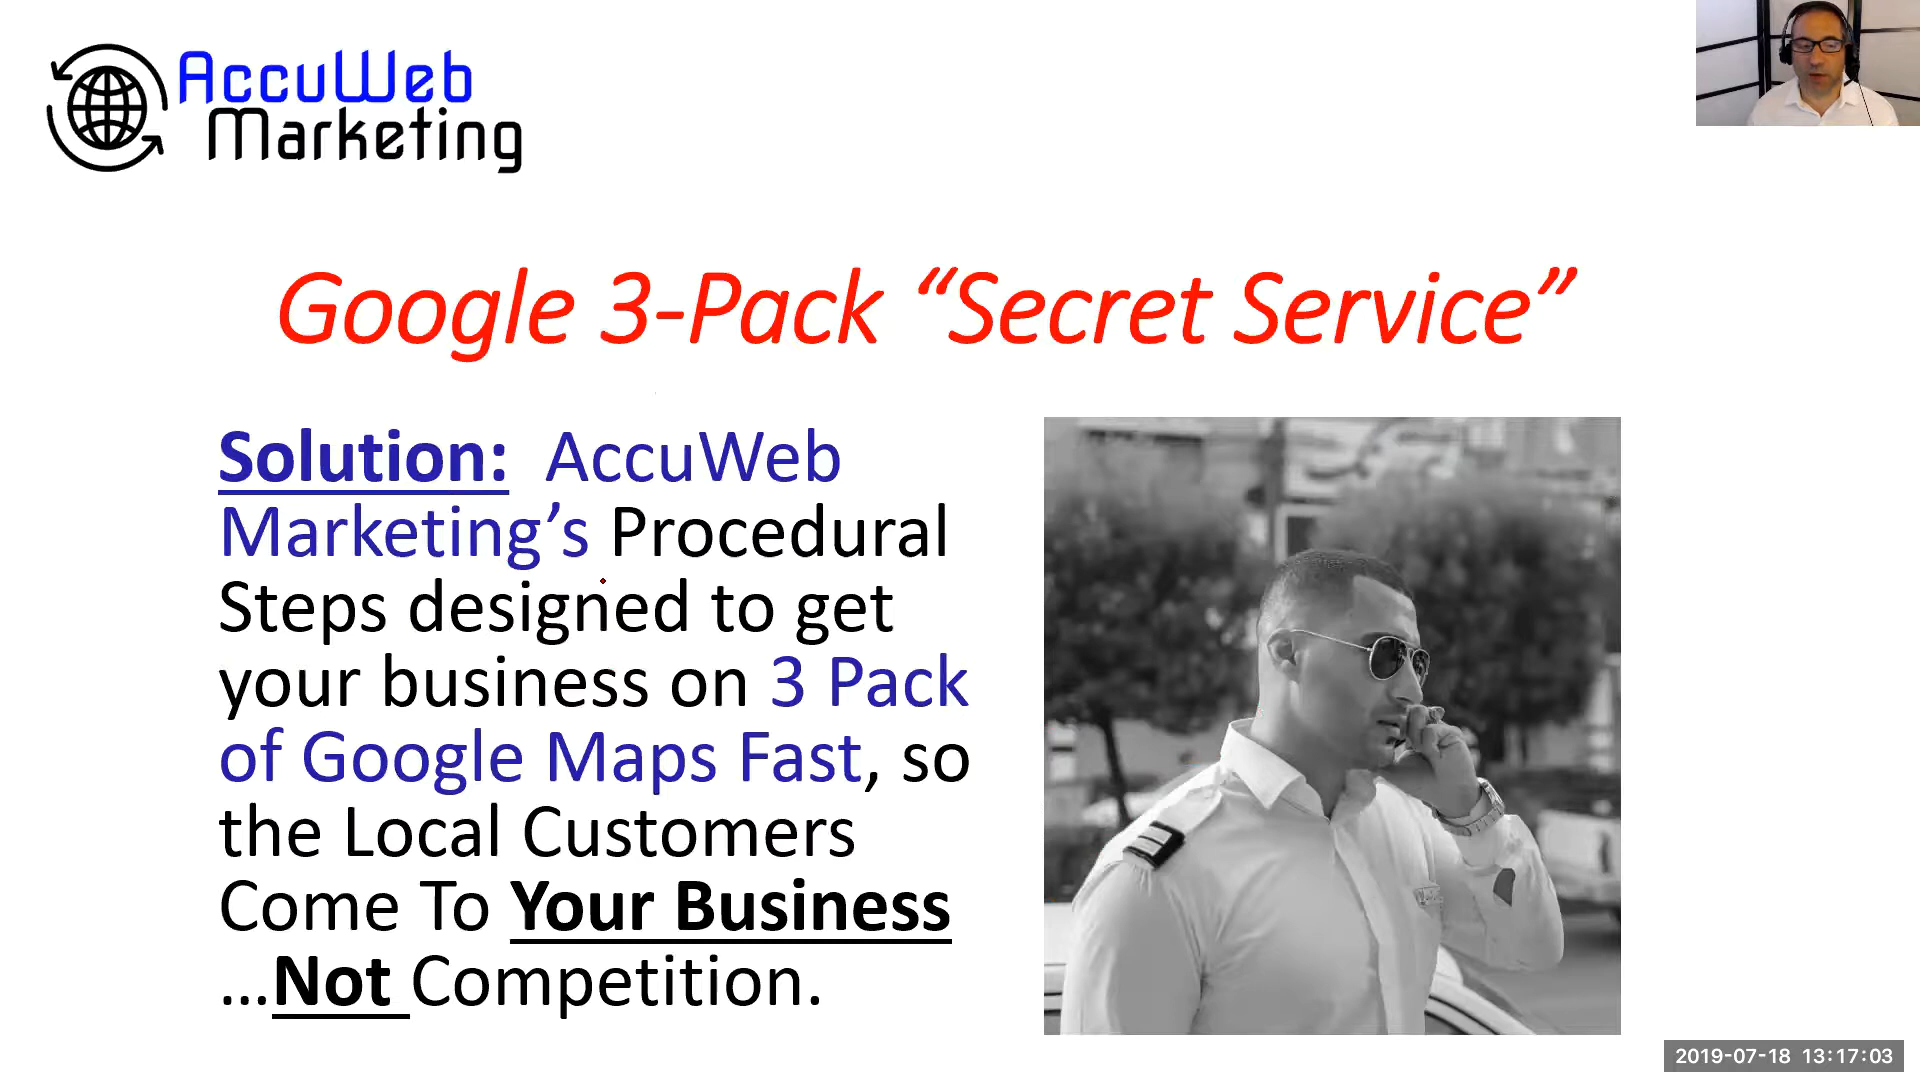 AccuWeb
Marketing
Google 3-Pack “Secret Service”
Solution: AccuWeb
Marketing’s Procedural
Steps designed to get
your business on 3 Pack
of Google Maps Fast, so
the Local Customers
Come To Your Business
...Not Competition.
2019-07-18 13:17:03